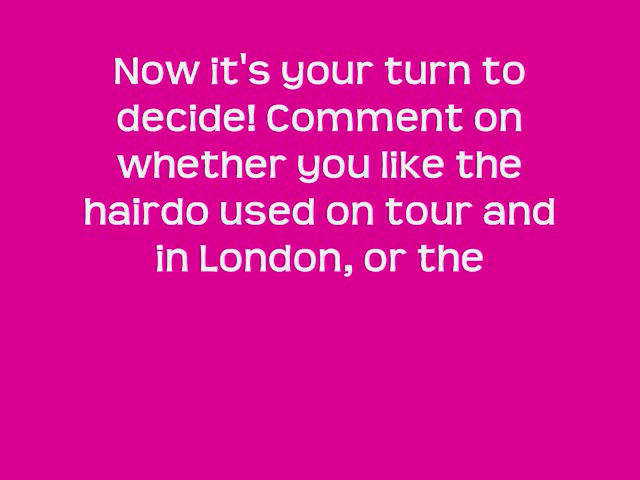 Now it's your turn to
decide! Comment on
whether you like the
hairdo used on tour and
in London, or the